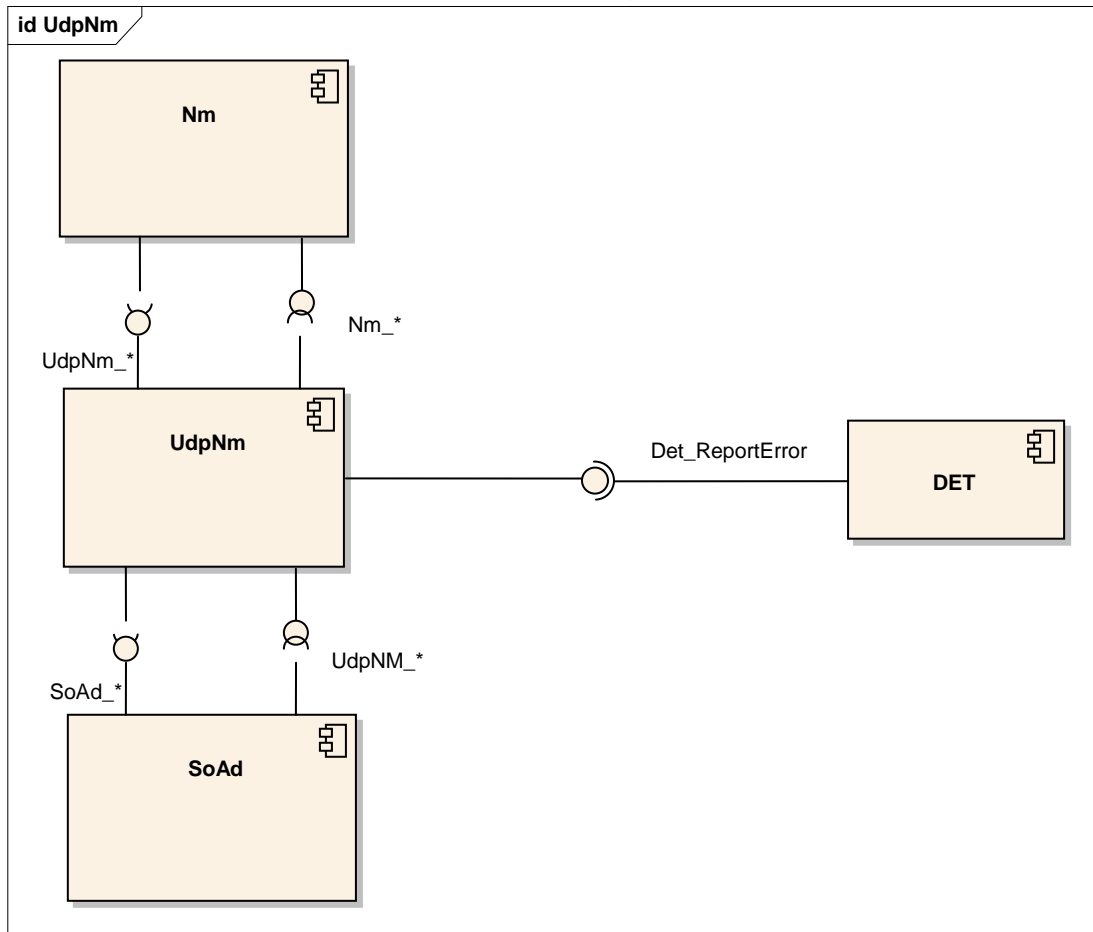 id UdpNm
Nm
Nm_*
UdpNm_*
UdpNm
Det_ReportError
DET
UdpNM_*
SoAd_*
SoAd